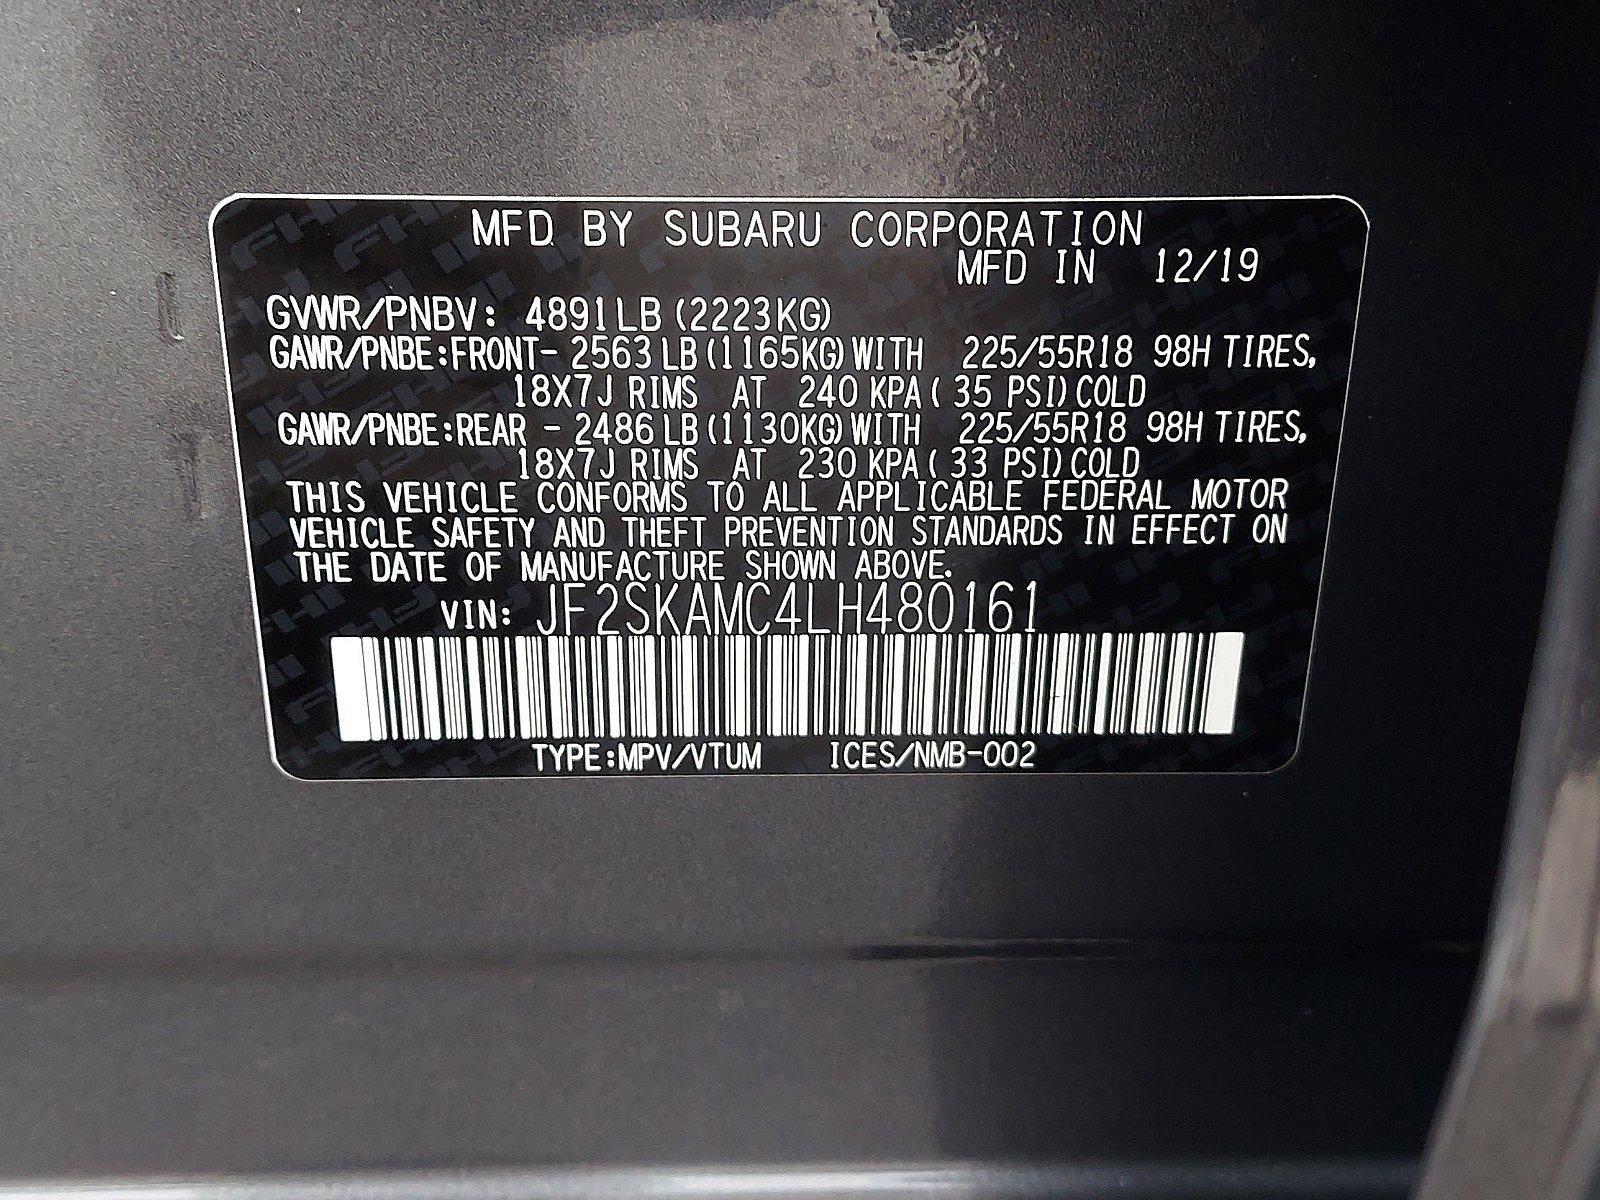 MFD BY SUBARU CORPORATION
MFD IN 12/19
GVWR/PNBV: 4891LB (2223KG)
GAWR/PNBE:FRONT- 2563 LB (1165KG) WITH 225/55R18 98H TIRES,
18X7J RIMS AT 240 KPA ( 35 PSI) COLD
GAWR/PNBE:REAR - 2486 LB (1130KG) WITH 225/55R18 98H TIRES,
18X7J RIMS AT 230 KPA ( 33 PSI) COLD
THIS VEHICLE CONFORMS TO ALL APPLICABLE FEDERAL MOTOR
VEHICLE SAFETY AND THEFT PREVENTION STANDARDS IN EFFECT ON
THE DATE OF MANUFACTURE SHOWN ABOVE.
VIN: JF2SKAMC4LH480161
TYPE:MPV/VTUM ICES/NMB-002